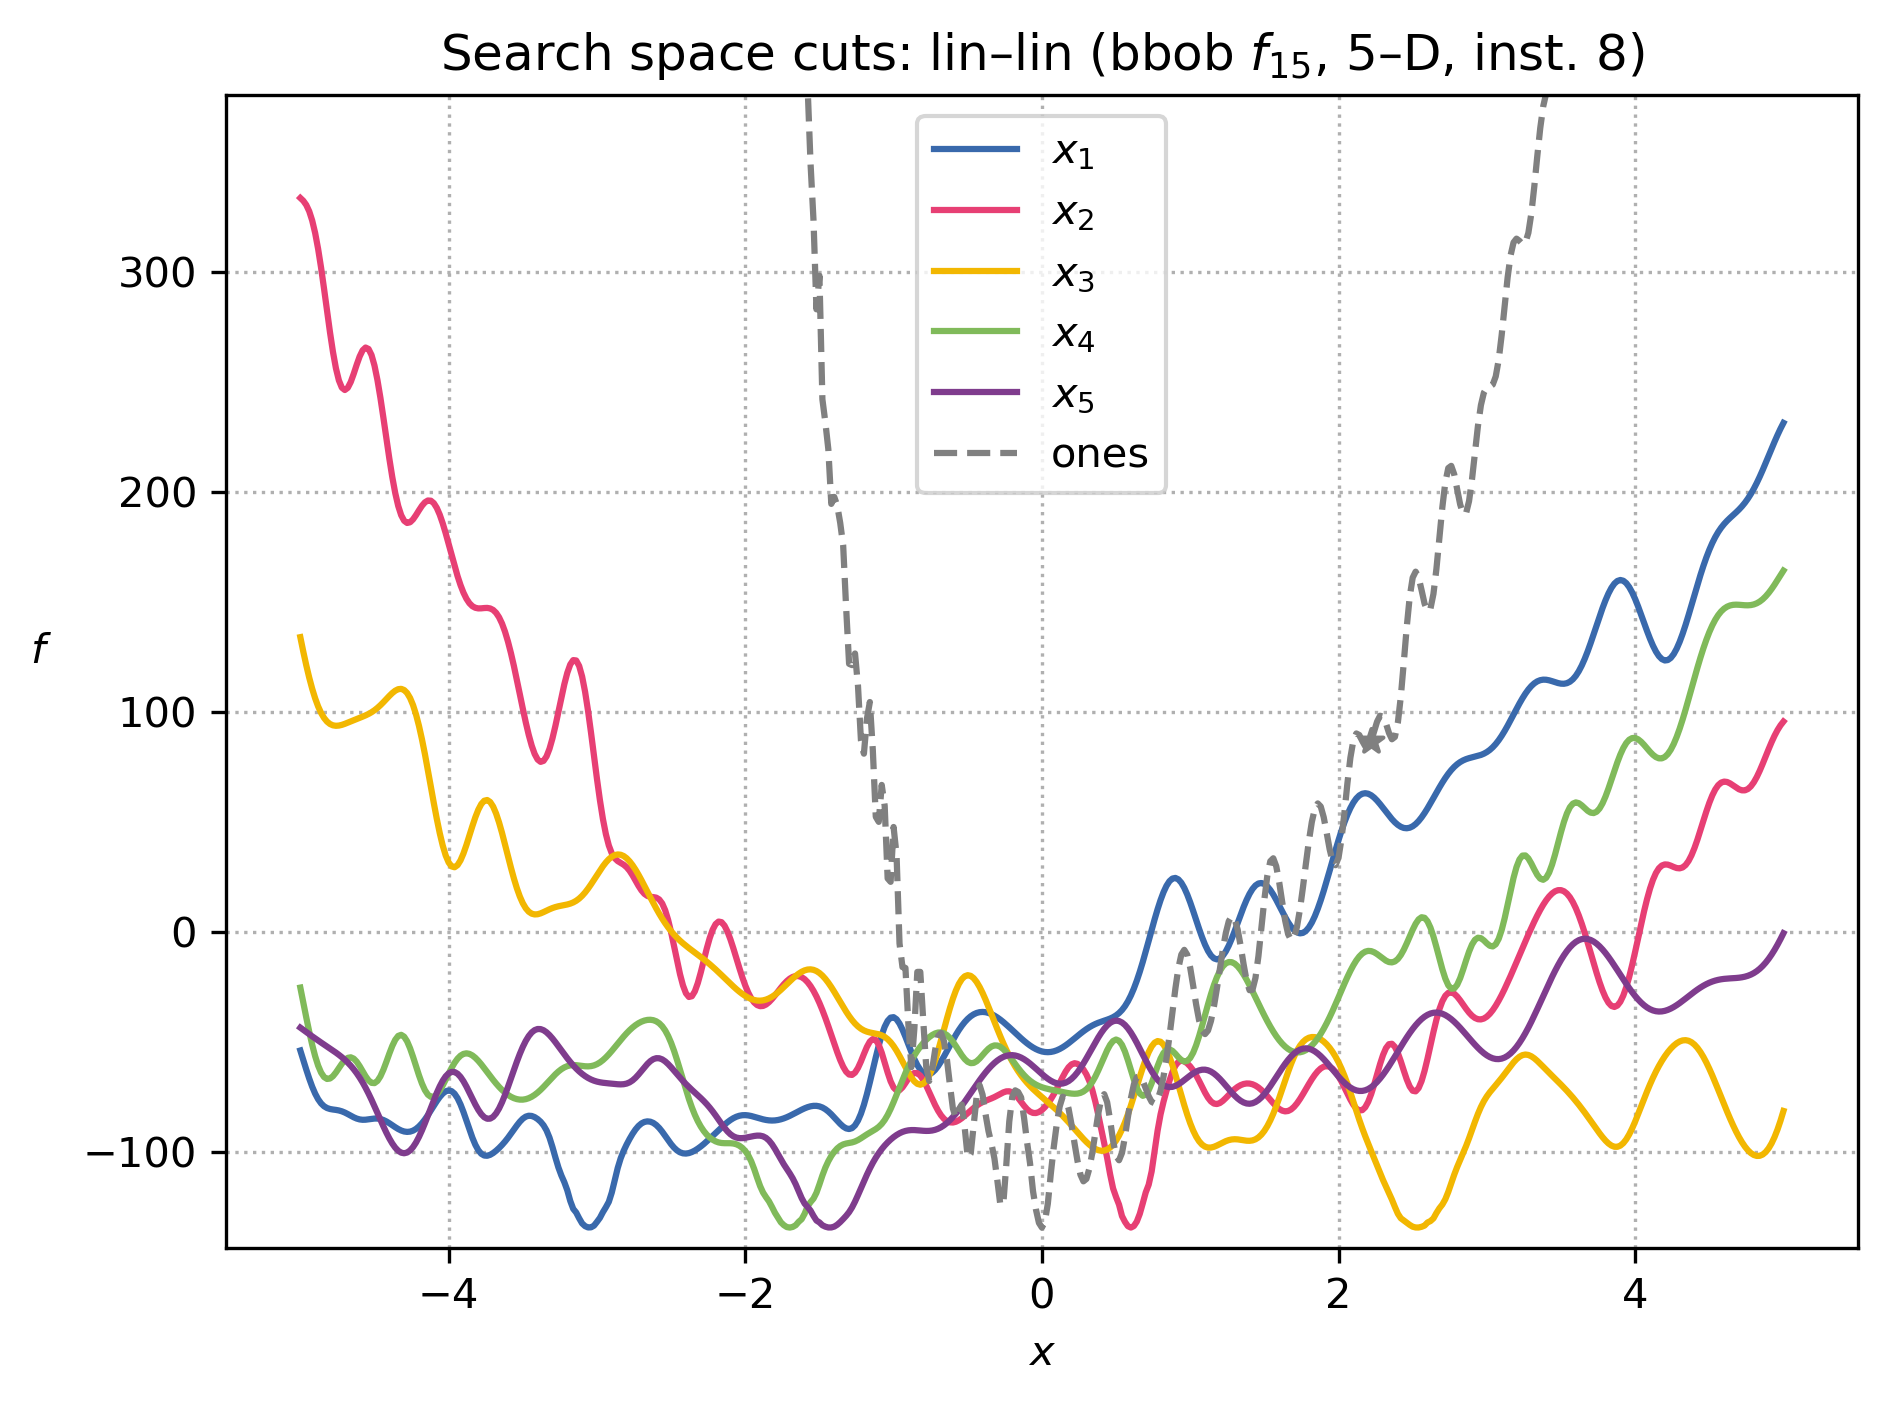 Search space cuts: lin–lin (bbob f₁₅, 5–D, inst. 8)
x₁
x₂
x₃
x₄
x₅
ones
300
200
100
0
−100
f
−4 −2 0 2 4
x